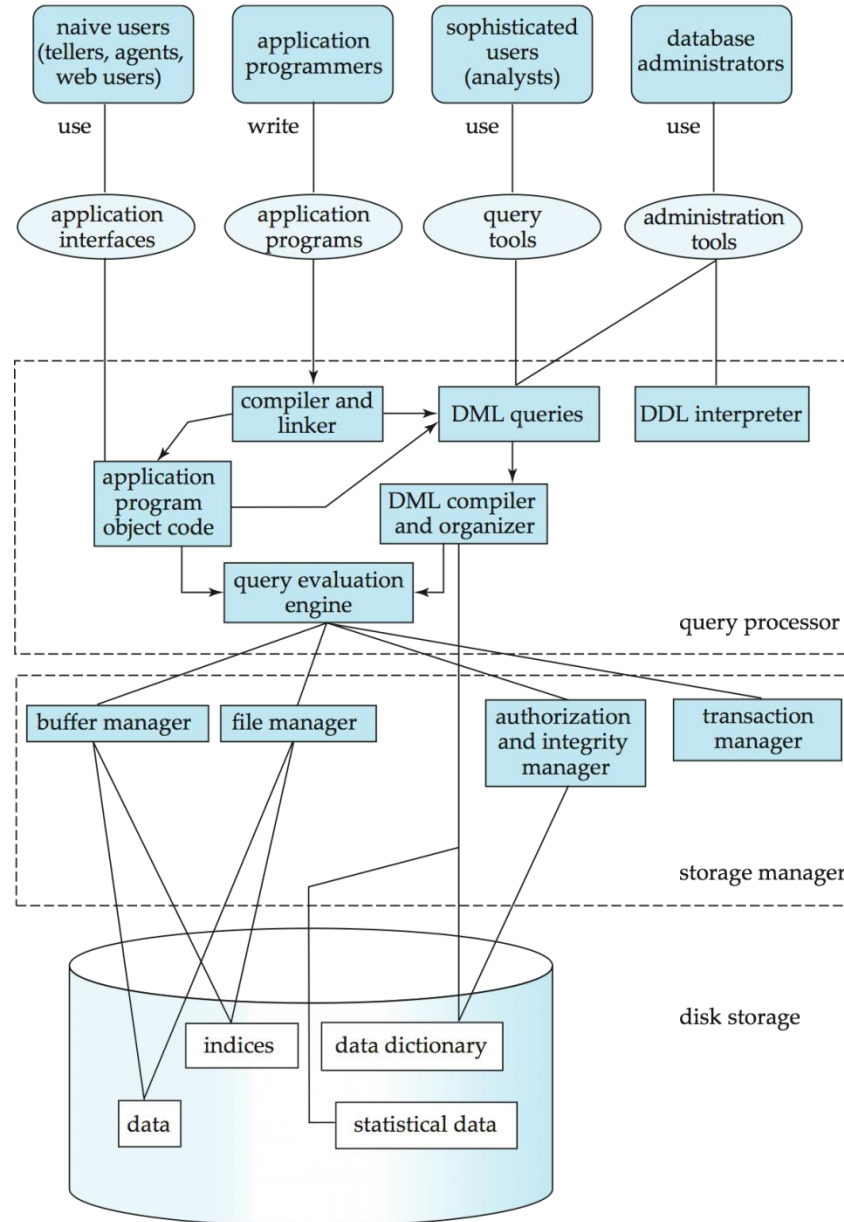 naive users
(tellers, agents,
web users)
application
programmers
sophisticated
users
(analysts)
database
administrators
use
write
use
use
application
interfaces
application
programs
query
tools
administration
tools
compiler and
linker
DML queries
DDL interpreter
application
program
object code
DML compiler
and organizer
query evaluation
engine
query processor
buffer manager
file manager
authorization
and integrity
manager
transaction
manager
storage manager
disk storage
indices
data dictionary
data
statistical data